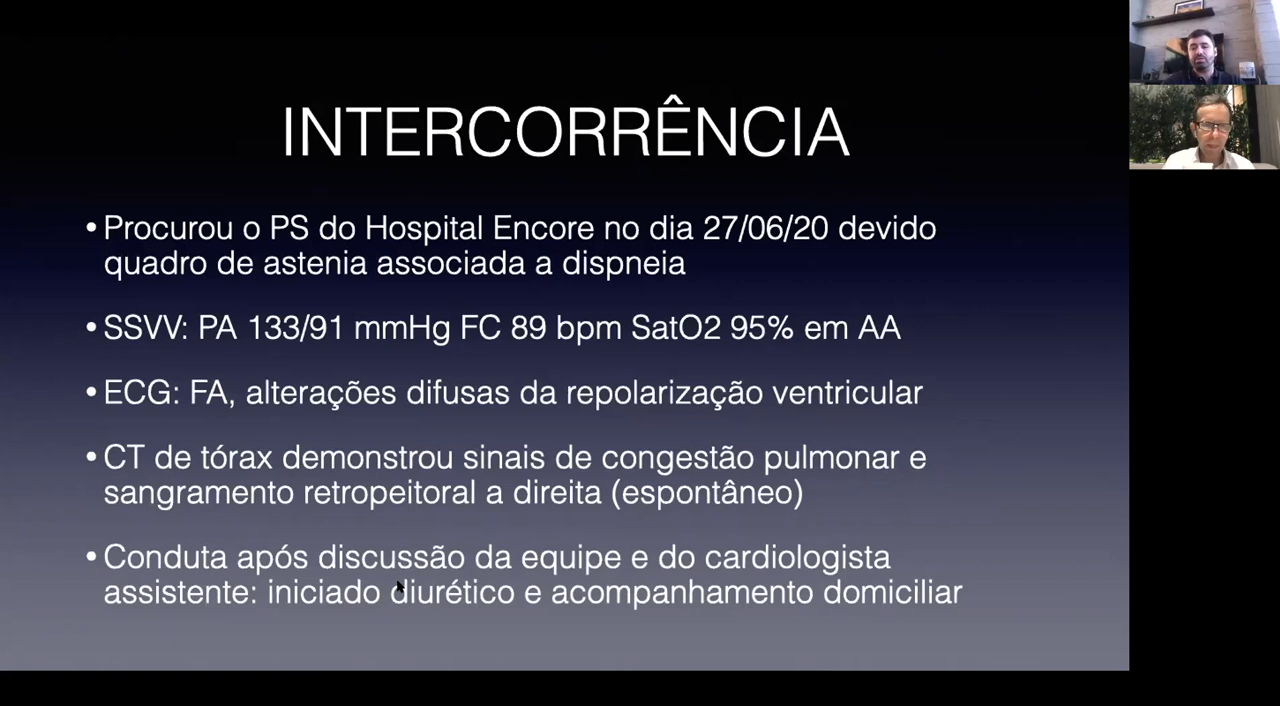 INTERCORRÊNCIA
•Procurou o PS do Hospital Encore no dia 27/06/20 devido
quadro de astenia associada a dispneia
•SSVV: PA 133/91 mmHg FC 89 bpm SatO2 95% em AA
•ECG: FA, alterações difusas da repolarização ventricular
•CT de tórax demonstrou sinais de congestão pulmonar e
sangramento retropeitoral a direita (espontâneo)
•Conduta após discussão da equipe e do cardiologista
assistente: iniciado diurético e acompanhamento domiciliar